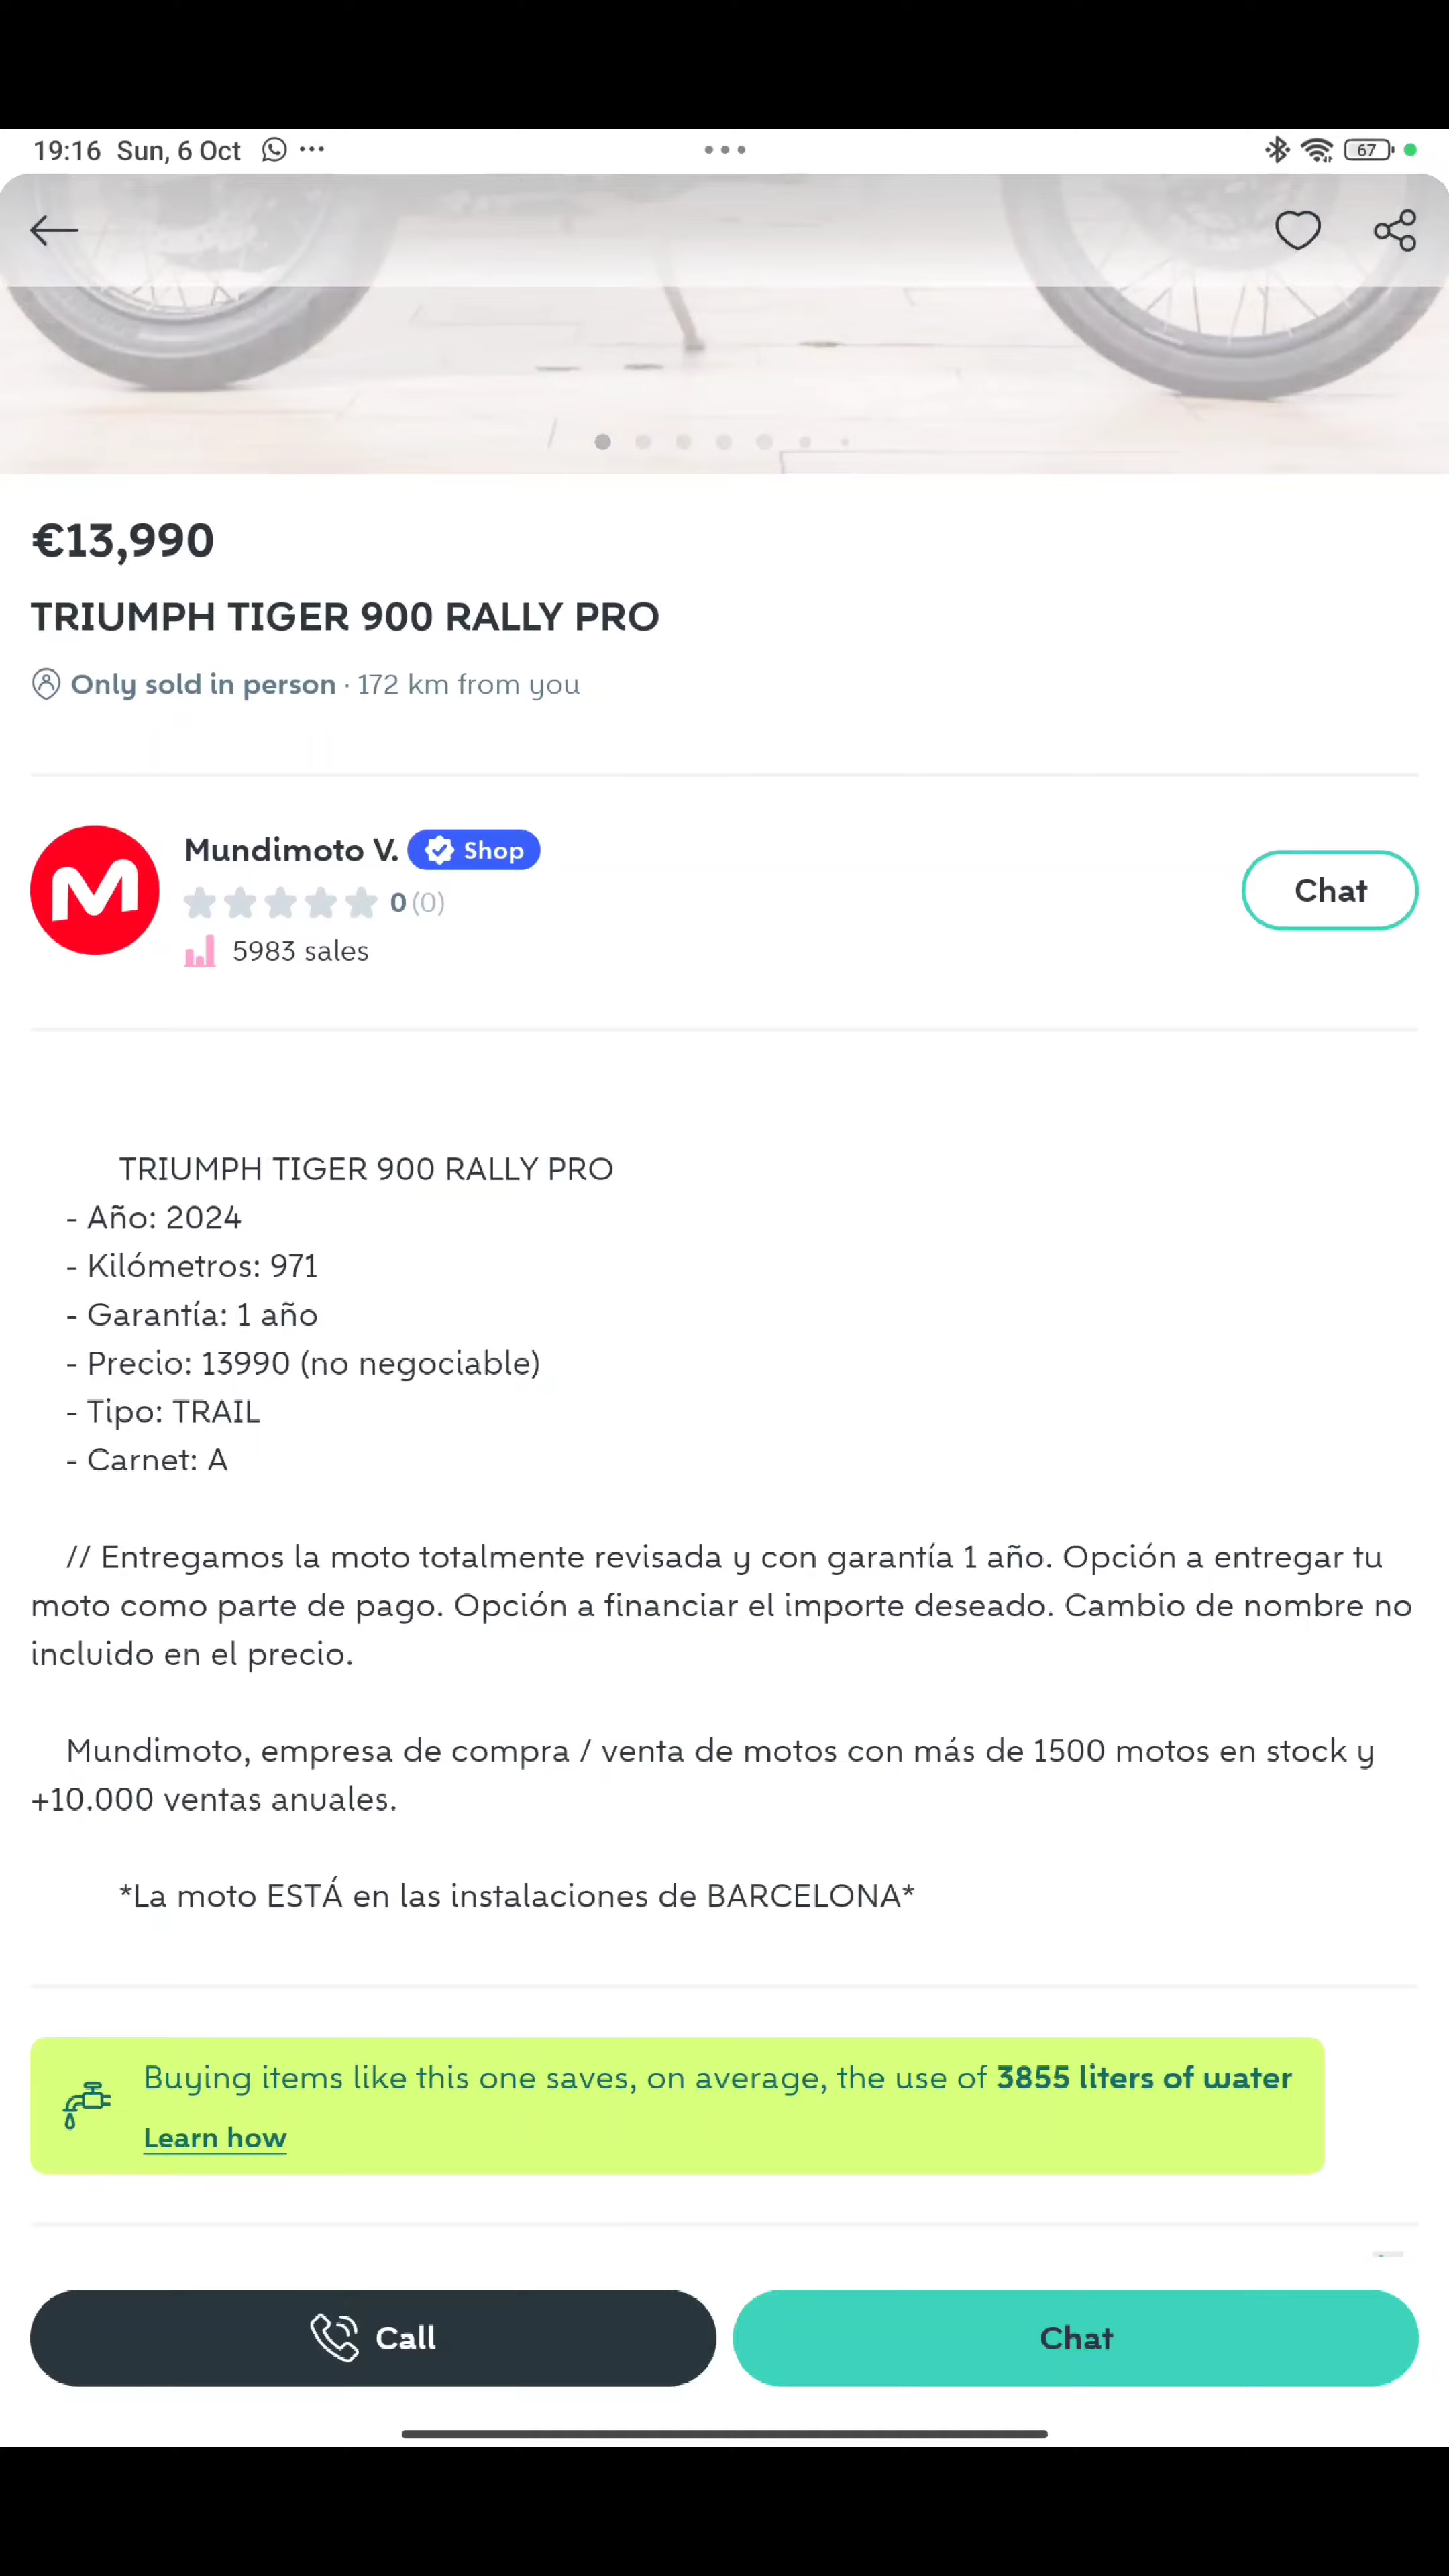 19:16 Sun, 6 Oct
67
€13,990
TRIUMPH TIGER 900 RALLY PRO
Only sold in person · 172 km from you
Mundimoto V. Shop
0 (0)
5983 sales
Chat
TRIUMPH TIGER 900 RALLY PRO
- Año: 2024
- Kilómetros: 971
- Garantía: 1 año
- Precio: 13990 (no negociable)
- Tipo: TRAIL
- Carnet: A
// Entregamos la moto totalmente revisada y con garantía 1 año. Opción a entregar tu
moto como parte de pago. Opción a financiar el importe deseado. Cambio de nombre no
incluido en el precio.
Mundimoto, empresa de compra / venta de motos con más de 1500 motos en stock y
+10.000 ventas anuales.
*La moto ESTÁ en las instalaciones de BARCELONA*
Buying items like this one saves, on average, the use of 3855 liters of water
Learn how
Call
Chat